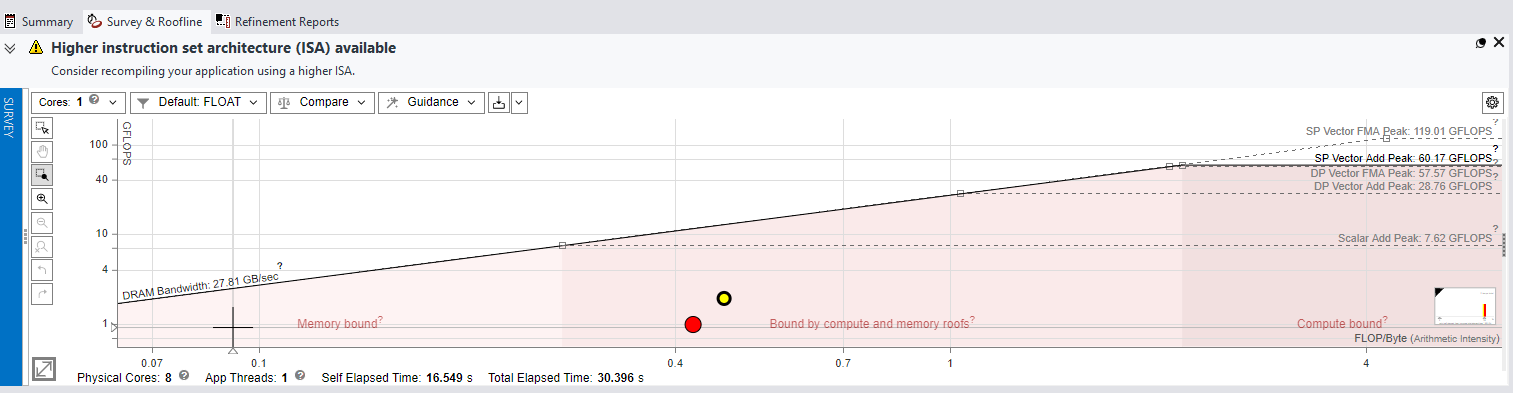 Summary Survey & Roofline Refinement Reports
Higher instruction set architecture (ISA) available
Consider recompiling your application using a higher ISA.
SURVEY
Cores: 1 ? Default: FLOAT Compare Guidance
GFLOPS
100
40
10
4
1
?
SP Vector FMA Peak: 119.01 GFLOPS
?
SP Vector Add Peak: 60.17 GFLOPS
?
DP Vector FMA Peak: 57.57 GFLOPS
?
DP Vector Add Peak: 28.76 GFLOPS
?
Scalar Add Peak: 7.62 GFLOPS
DRAM Bandwidth: 27.81 GB/sec ?
Memory bound? Bound by compute and memory roofs? Compute bound?
FLOP/Byte (Arithmetic Intensity)
0.07 0.1 0.4 0.7 1 4
Physical Cores: 8 ? App Threads: 1 ? Self Elapsed Time: 16.549 s Total Elapsed Time: 30.396 s